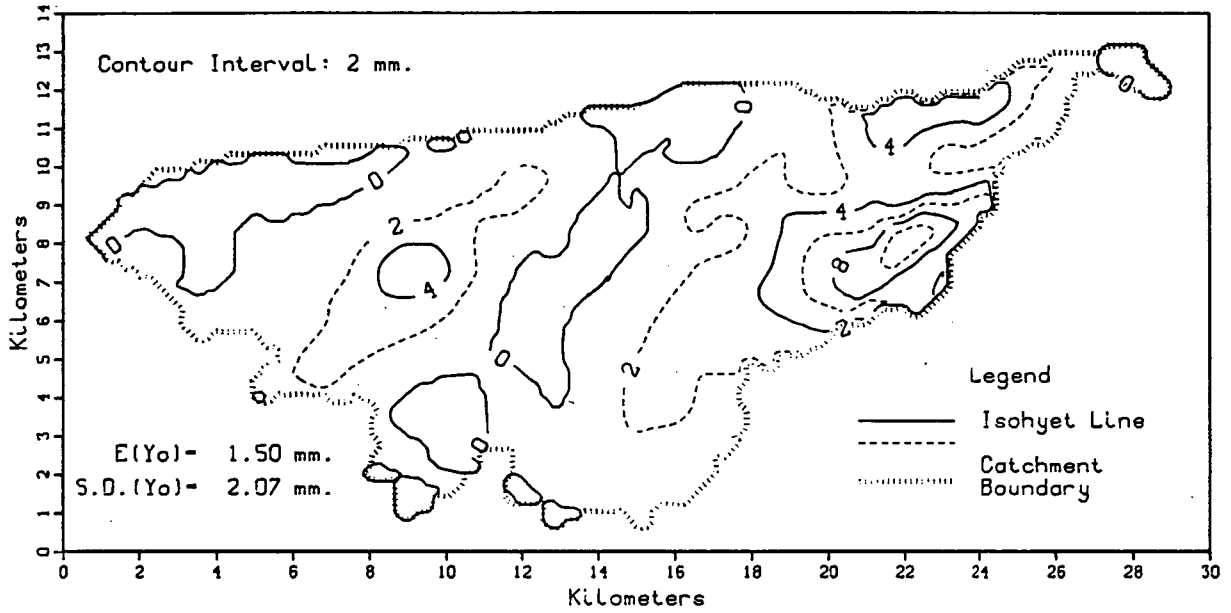 Contour Interval: 2 mm.
E(Yo)= 1.50 mm.
S.D.(Yo)= 2.07 mm.
Legend
Isohyet Line
Catchment
Boundary
0
0
0
0
0
0
0
2
2
2
4
4
4
8
Kilometers
14
13
12
11
10
9
8
7
6
5
4
3
2
1
0
0 2 4 6 8 10 12 14 16 18 20 22 24 26 28 30
Kilometers